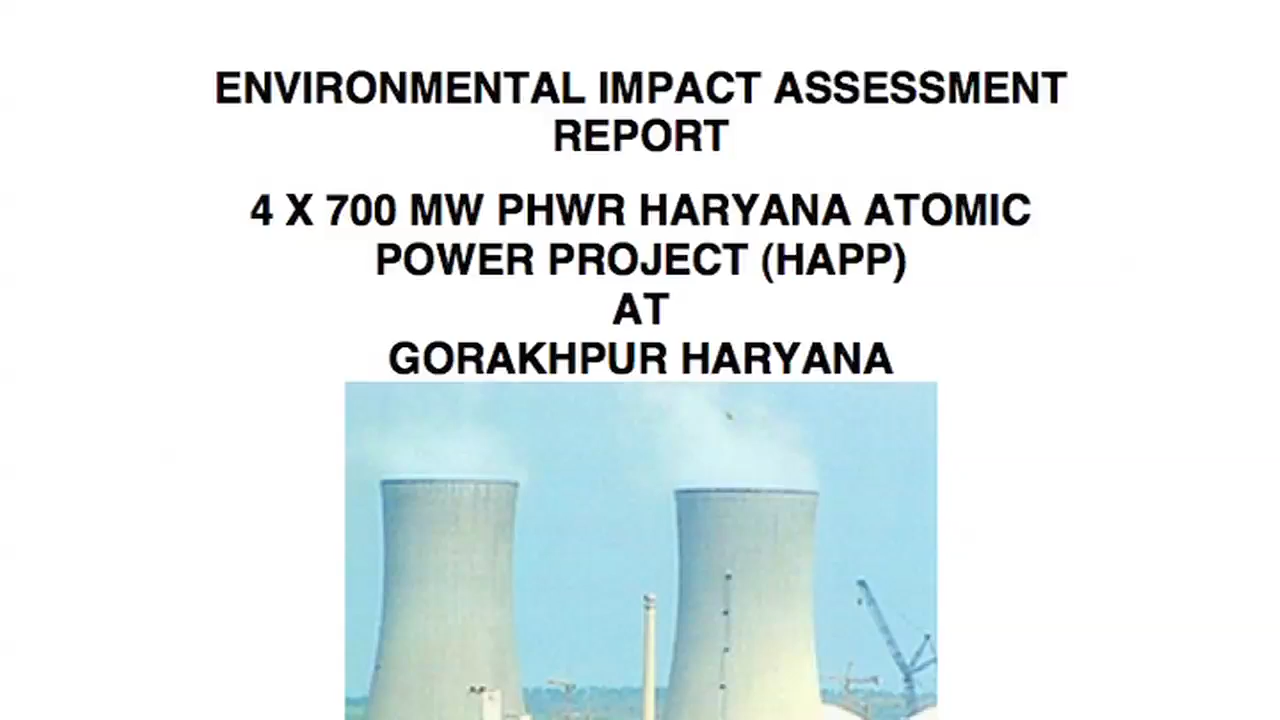 ENVIRONMENTAL IMPACT ASSESSMENT
REPORT
4 X 700 MW PHWR HARYANA ATOMIC
POWER PROJECT (HAPP)
AT
GORAKHPUR HARYANA